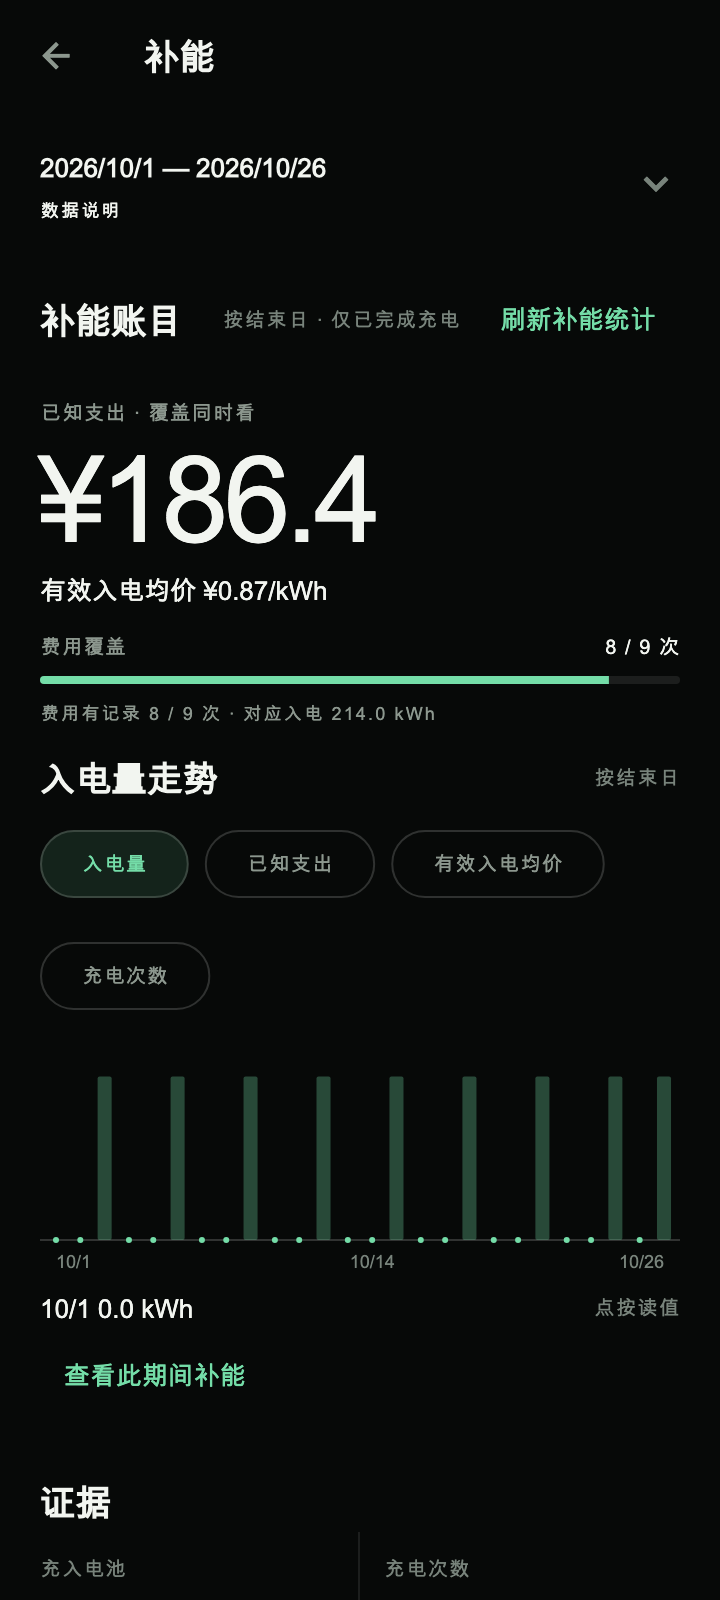 补能
2026/10/1 — 2026/10/26
数据说明
补能账目 按结束日 · 仅已完成充电 刷新补能统计
已知支出 · 覆盖同时看
¥186.4
有效入电均价 ¥0.87/kWh
费用覆盖 8 / 9 次
费用有记录 8 / 9 次 · 对应入电 214.0 kWh
入电量走势 按结束日
入电量 已知支出 有效入电均价
充电次数
10/1 10/14 10/26
10/1 0.0 kWh 点按读值
查看此期间补能
证据
充入电池 充电次数